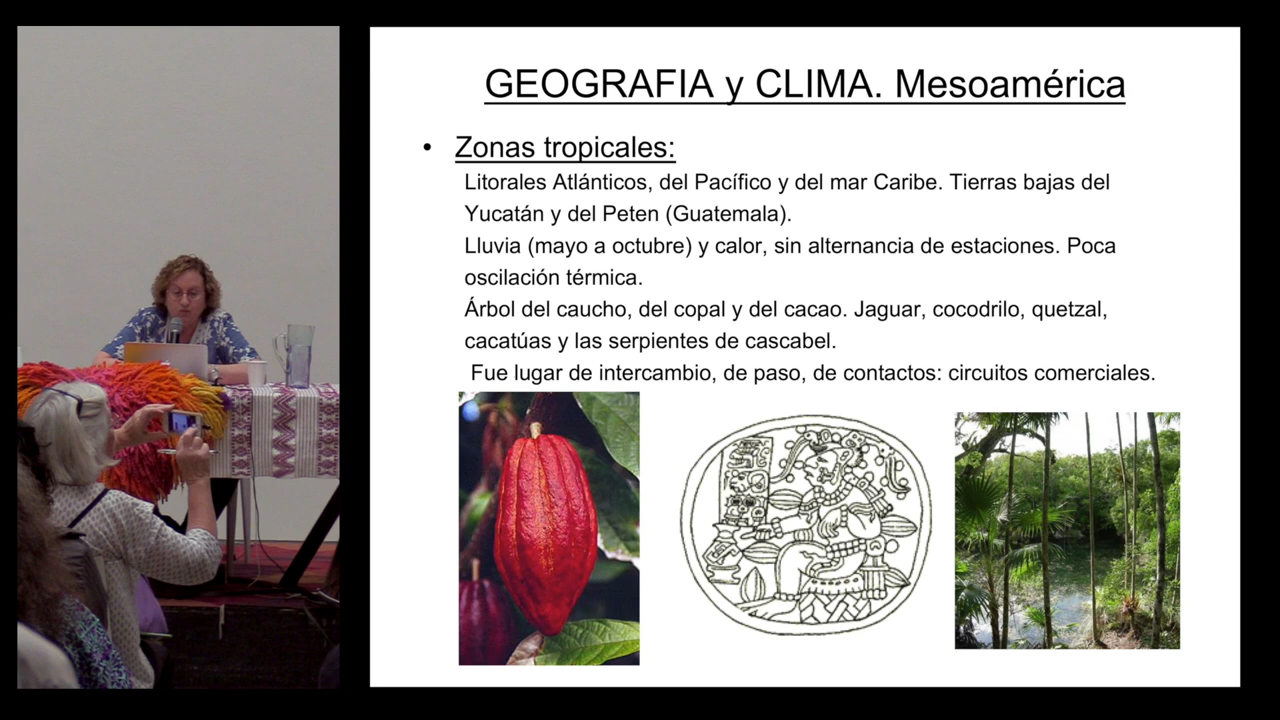 GEOGRAFIA y CLIMA. Mesoamérica
• Zonas tropicales:
Litorales Atlánticos, del Pacífico y del mar Caribe. Tierras bajas del
Yucatán y del Peten (Guatemala).
Lluvia (mayo a octubre) y calor, sin alternancia de estaciones. Poca
oscilación térmica.
Árbol del caucho, del copal y del cacao. Jaguar, cocodrilo, quetzal,
cacatúas y las serpientes de cascabel.
Fue lugar de intercambio, de paso, de contactos: circuitos comerciales.